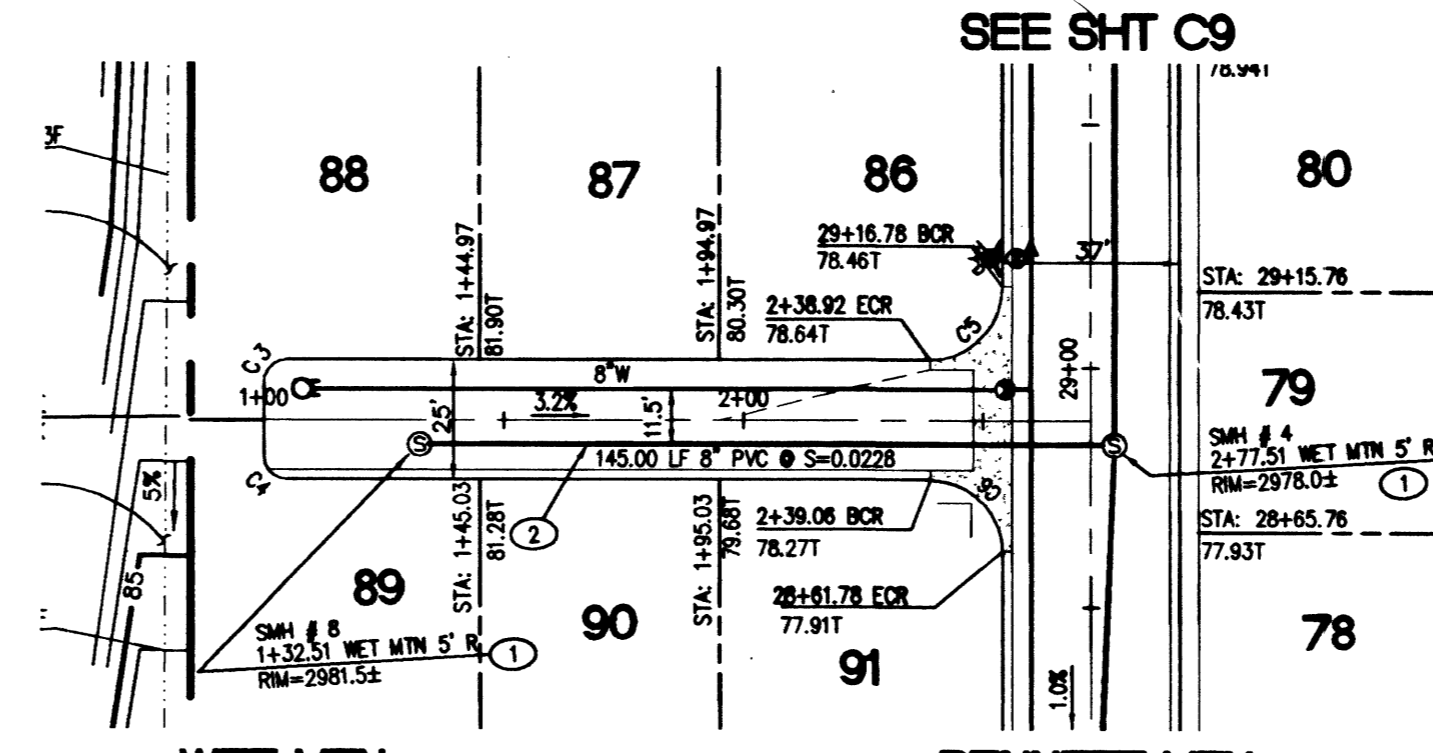 SEE SHT C9
78.941
3F
88
87
86
80
STA: 1+44.97
81.90T
STA: 1+94.97
80.30T
29+16.78 BCR
78.46T
37'
STA: 29+15.76
78.43T
2+38.92 ECR
78.64T
C3
C5
8"W
29+00
1+00
25'
3.2%
11.5'
2+00
79
S
S
145.00 LF 8" PVC @ S=0.0228
SMH # 4
2+77.51 WET MTN 5' R
RIM=2978.0±
1
C4
5%
STA: 1+45.03
81.28T
2
STA: 1+95.03
79.68T
2+39.06 BCR
78.27T
STA: 28+65.76
77.93T
85
89
90
28+61.78 ECR
77.91T
78
SMH # 8
1+32.51 WET MTN 5' R
RIM=2981.5±
1
91
1.0%